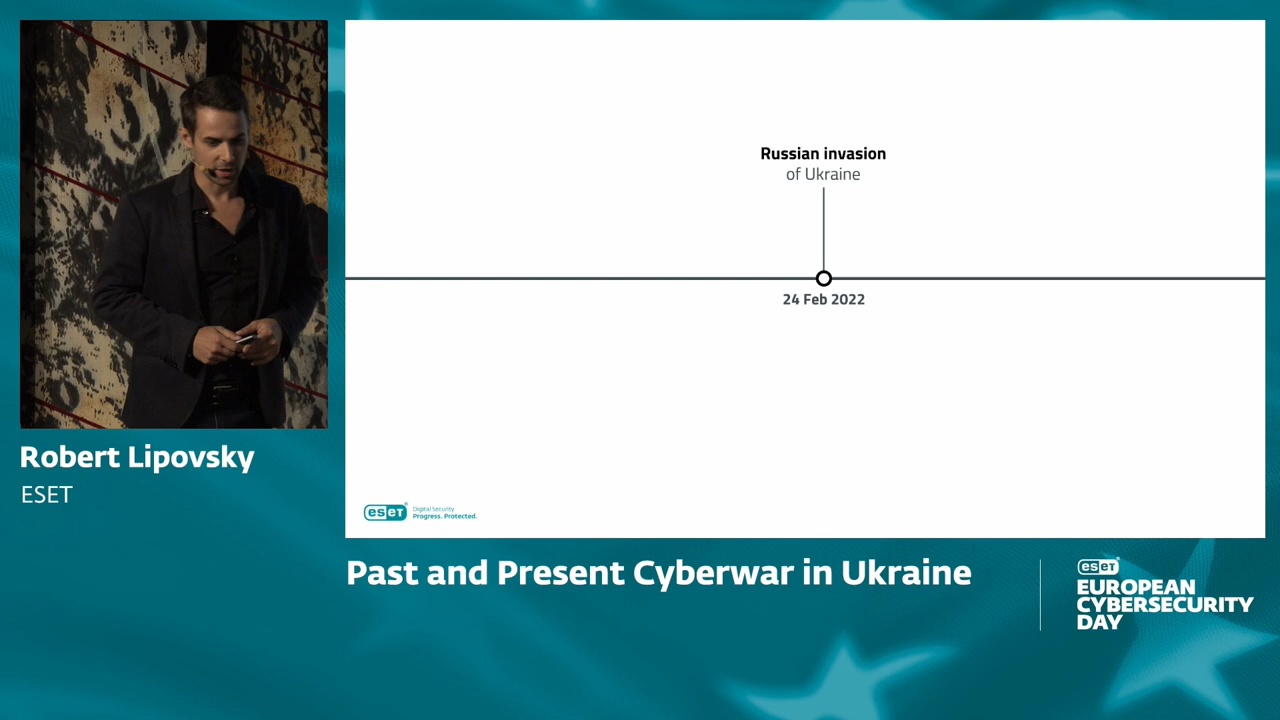 Russian invasion
of Ukraine
24 Feb 2022
eseT
Digital Security
Progress. Protected.
Robert Lipovsky
ESET
Past and Present Cyberwar in Ukraine
eseT
EUROPEAN
CYBERSECURITY
DAY